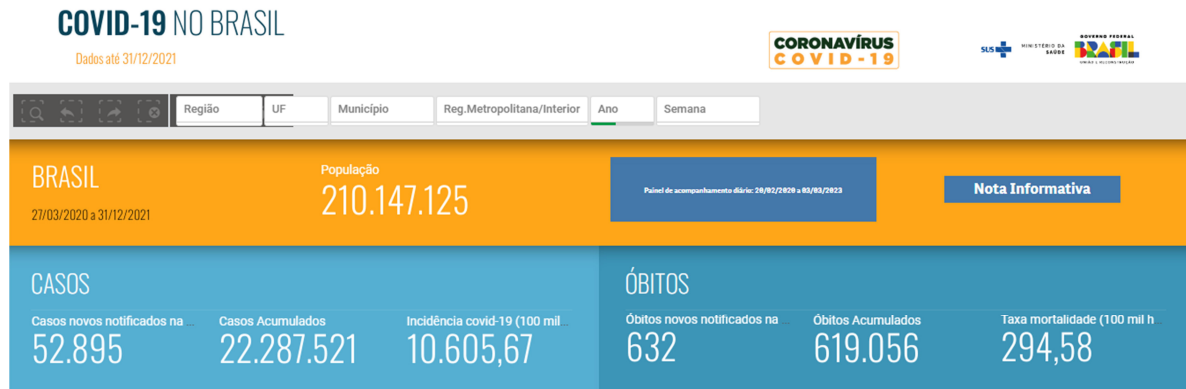 COVID-19 NO BRASIL
Dados até 31/12/2021
CORONAVÍRUS
COVID-19
SUS
MINISTÉRIO DA
SAÚDE
GOVERNO FEDERAL
BRASIL
UNIÃO E RECONSTRUÇÃO
Região
UF
Município
Reg.Metropolitana/Interior
Ano
Semana
BRASIL
27/03/2020 a 31/12/2021
População
210.147.125
Painel de acompanhamento diário: 20/02/2020 a 03/03/2023
Nota Informativa
CASOS
Casos novos notificados na ...
52.895
Casos Acumulados
22.287.521
Incidência covid-19 (100 mil...
10.605,67
ÓBITOS
Óbitos novos notificados na ...
632
Óbitos Acumulados
619.056
Taxa mortalidade (100 mil h...
294,58